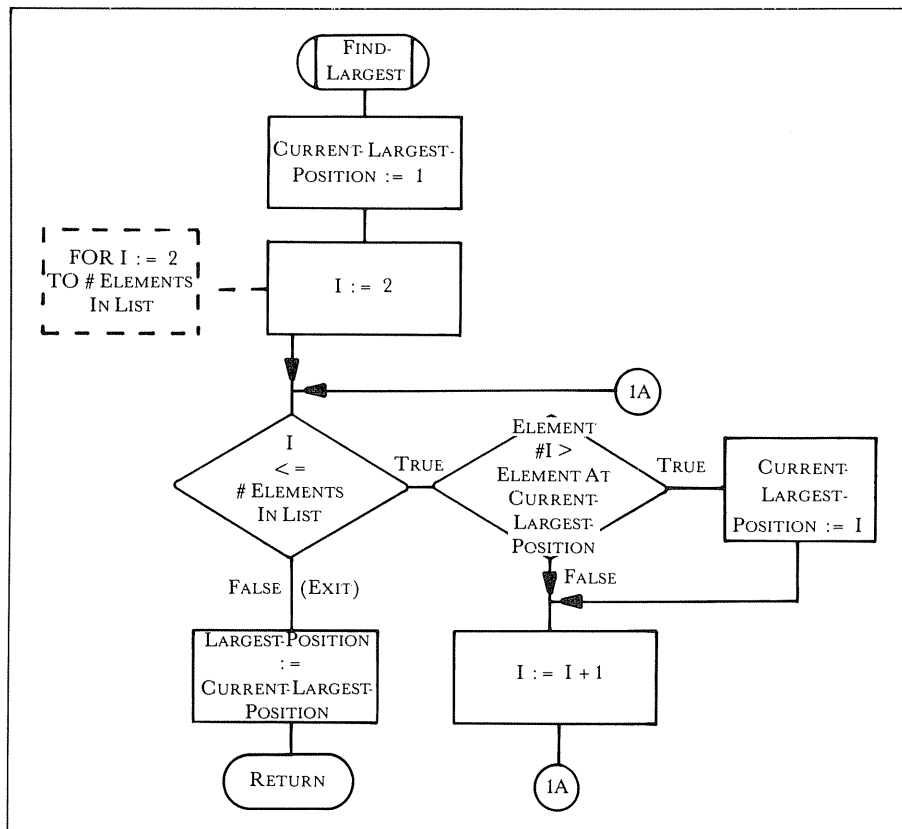 FIND-
LARGEST
CURRENT-LARGEST-
POSITION := 1
FOR I := 2
TO # ELEMENTS
IN LIST
I := 2
1A
I
<=
# ELEMENTS
IN LIST
TRUE
ELEMENT
#I >
ELEMENT AT
CURRENT-
LARGEST-
POSITION
TRUE
CURRENT-
LARGEST-
POSITION := I
FALSE (EXIT)
FALSE
LARGEST-POSITION
:=
CURRENT-LARGEST-
POSITION
I := I + 1
RETURN
1A